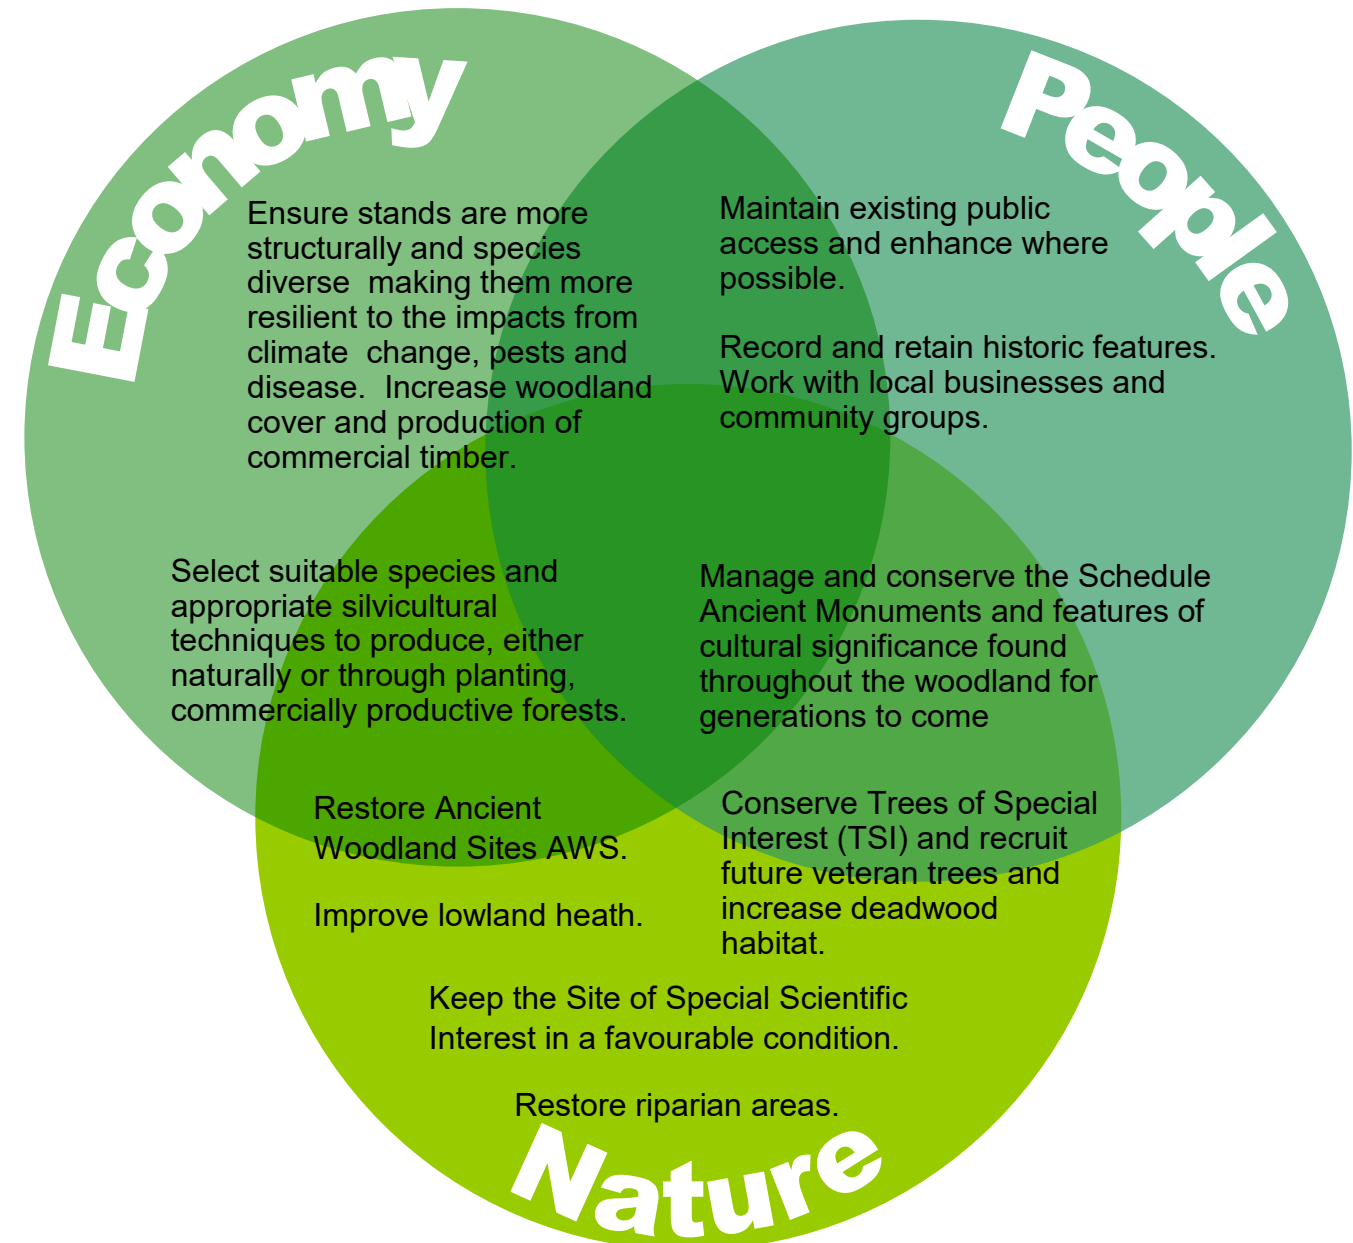 Economy
People
Ensure stands are more
structurally and species
diverse  making them more
resilient to the impacts from
climate  change, pests and
disease.  Increase woodland
cover and production of
commercial timber.
Maintain existing public
access and enhance where
possible.
Record and retain historic features.
Work with local businesses and
community groups.
Select suitable species and
appropriate silvicultural
techniques to produce, either
naturally or through planting,
commercially productive forests.
Manage and conserve the Schedule
Ancient Monuments and features of
cultural significance found
throughout the woodland for
generations to come
Restore Ancient
Woodland Sites AWS.
Improve lowland heath.
Conserve Trees of Special
Interest (TSI) and recruit
future veteran trees and
increase deadwood
habitat.
Keep the Site of Special Scientific
Interest in a favourable condition.
Restore riparian areas.
Nature